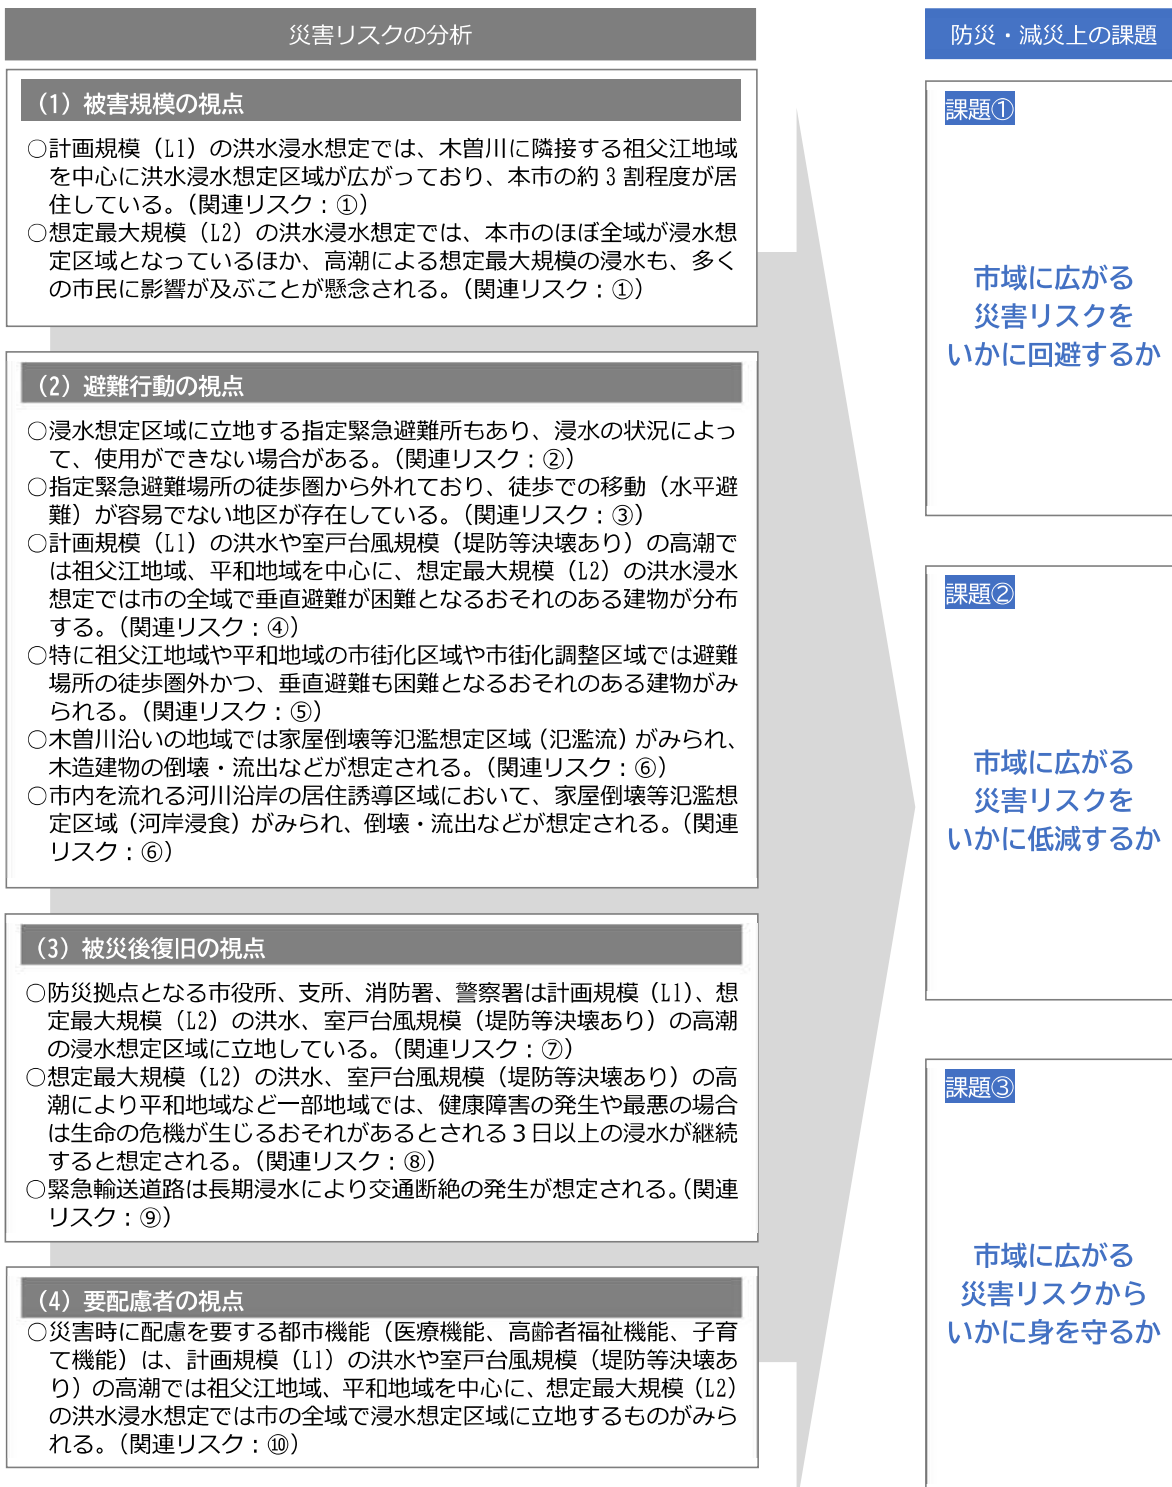 災害リスクの分析
(1) 被害規模の視点
○計画規模（L1）の洪水浸水想定では、木曽川に隣接する祖父江地域
を中心に洪水浸水想定区域が広がっており、本市の約３割程度が居
住している。（関連リスク：①）
○想定最大規模（L2）の洪水浸水想定では、本市のほぼ全域が浸水想
定区域となっているほか、高潮による想定最大規模の浸水も、多く
の市民に影響が及ぶことが懸念される。（関連リスク：①）
(2) 避難行動の視点
○浸水想定区域に立地する指定緊急避難所もあり、浸水の状況によっ
て、使用ができない場合がある。（関連リスク：②）
○指定緊急避難場所の徒歩圏から外れており、徒歩での移動（水平避
難）が容易でない地区が存在している。（関連リスク：③）
○計画規模（L1）の洪水や室戸台風規模（堤防等決壊あり）の高潮で
は祖父江地域、平和地域を中心に、想定最大規模（L2）の洪水浸水
想定では市の全域で垂直避難が困難となるおそれのある建物が分布
する。（関連リスク：④）
○特に祖父江地域や平和地域の市街化区域や市街化調整区域では避難
場所の徒歩圏外かつ、垂直避難も困難となるおそれのある建物がみ
られる。（関連リスク：⑤）
○木曽川沿いの地域では家屋倒壊等氾濫想定区域（氾濫流）がみられ、
木造建物の倒壊・流出などが想定される。（関連リスク：⑥）
○市内を流れる河川沿岸の居住誘導区域において、家屋倒壊等氾濫想
定区域（河岸浸食）がみられ、倒壊・流出などが想定される。（関連
リスク：⑥）
(3) 被災後復旧の視点
○防災拠点となる市役所、支所、消防署、警察署は計画規模（L1）、想
定最大規模（L2）の洪水、室戸台風規模（堤防等決壊あり）の高潮
の浸水想定区域に立地している。（関連リスク：⑦）
○想定最大規模（L2）の洪水、室戸台風規模（堤防等決壊あり）の高
潮により平和地域など一部地域では、健康障害の発生や最悪の場合
は生命の危機が生じるおそれがあるとされる３日以上の浸水が継続
すると想定される。（関連リスク：⑧）
○緊急輸送道路は長期浸水により交通断絶の発生が想定される。（関連
リスク：⑨）
(4) 要配慮者の視点
○災害時に配慮を要する都市機能（医療機能、高齢者福祉機能、子育
て機能）は、計画規模（L1）の洪水や室戸台風規模（堤防等決壊あ
り）の高潮では祖父江地域、平和地域を中心に、想定最大規模（L2）
の洪水浸水想定では市の全域で浸水想定区域に立地するものがみら
れる。（関連リスク：⑩）
防災・減災上の課題
課題①
市域に広がる
災害リスクを
いかに回避するか
課題②
市域に広がる
災害リスクを
いかに低減するか
課題③
市域に広がる
災害リスクから
いかに身を守るか